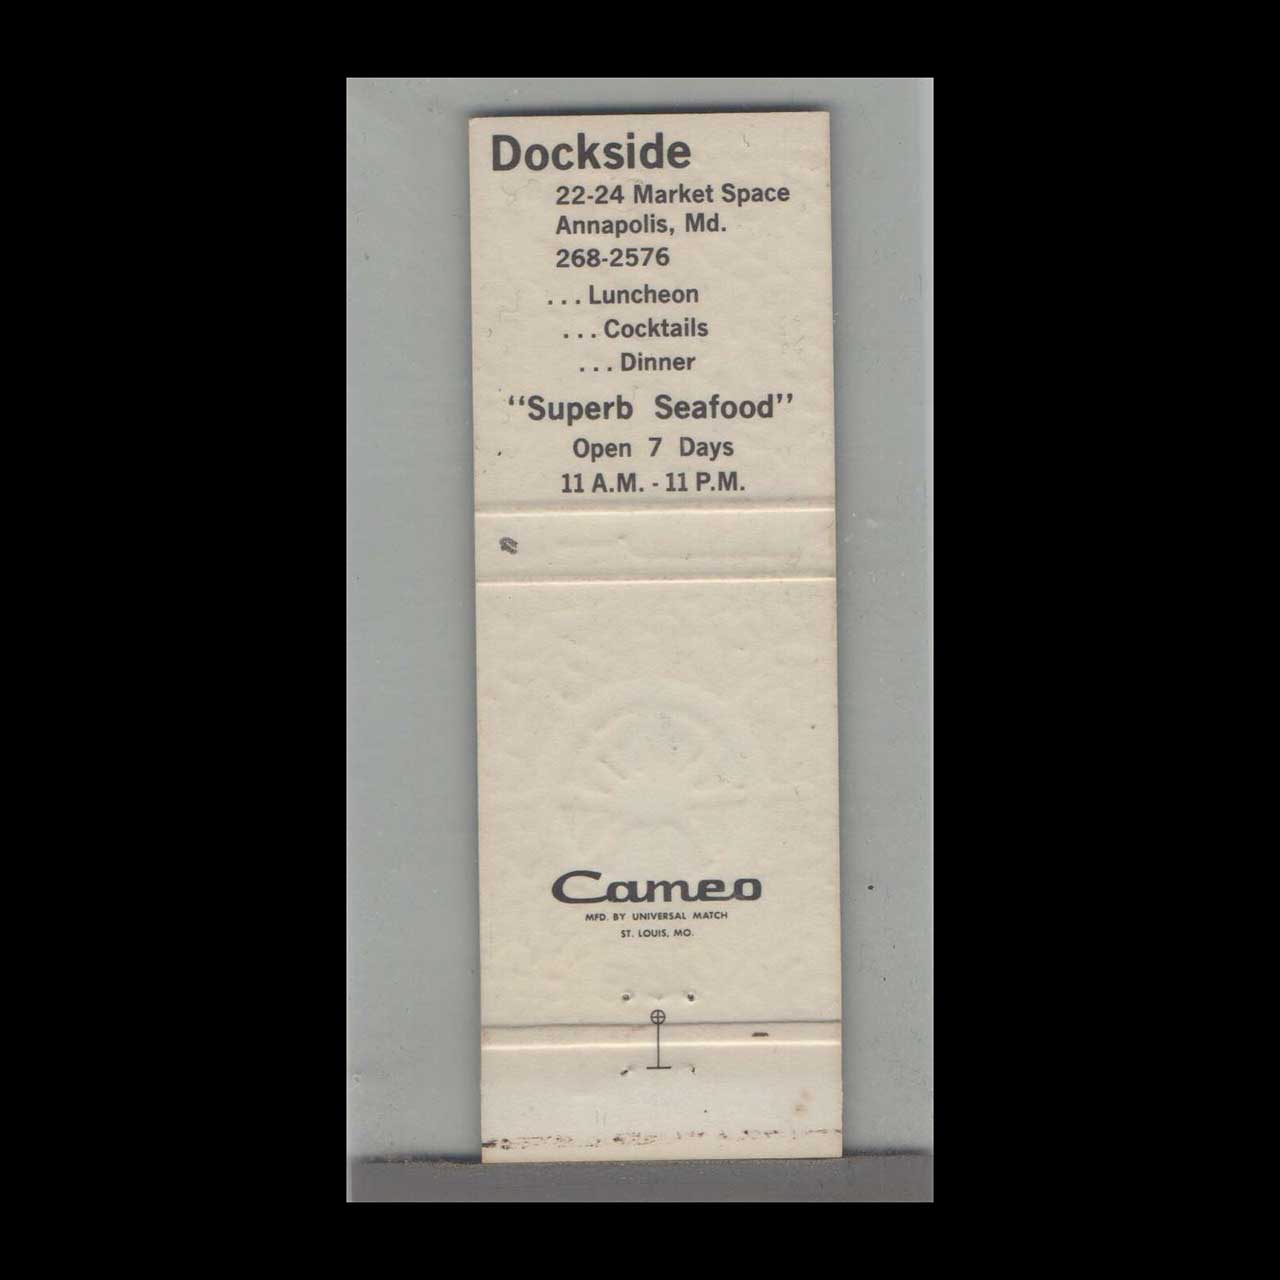 Dockside
22-24 Market Space
Annapolis, Md.
268-2576
...Luncheon
...Cocktails
...Dinner
"Superb Seafood"
Open 7 Days
11 A.M. - 11 P.M.
Cameo
MFD. BY UNIVERSAL MATCH
ST. LOUIS, MO.